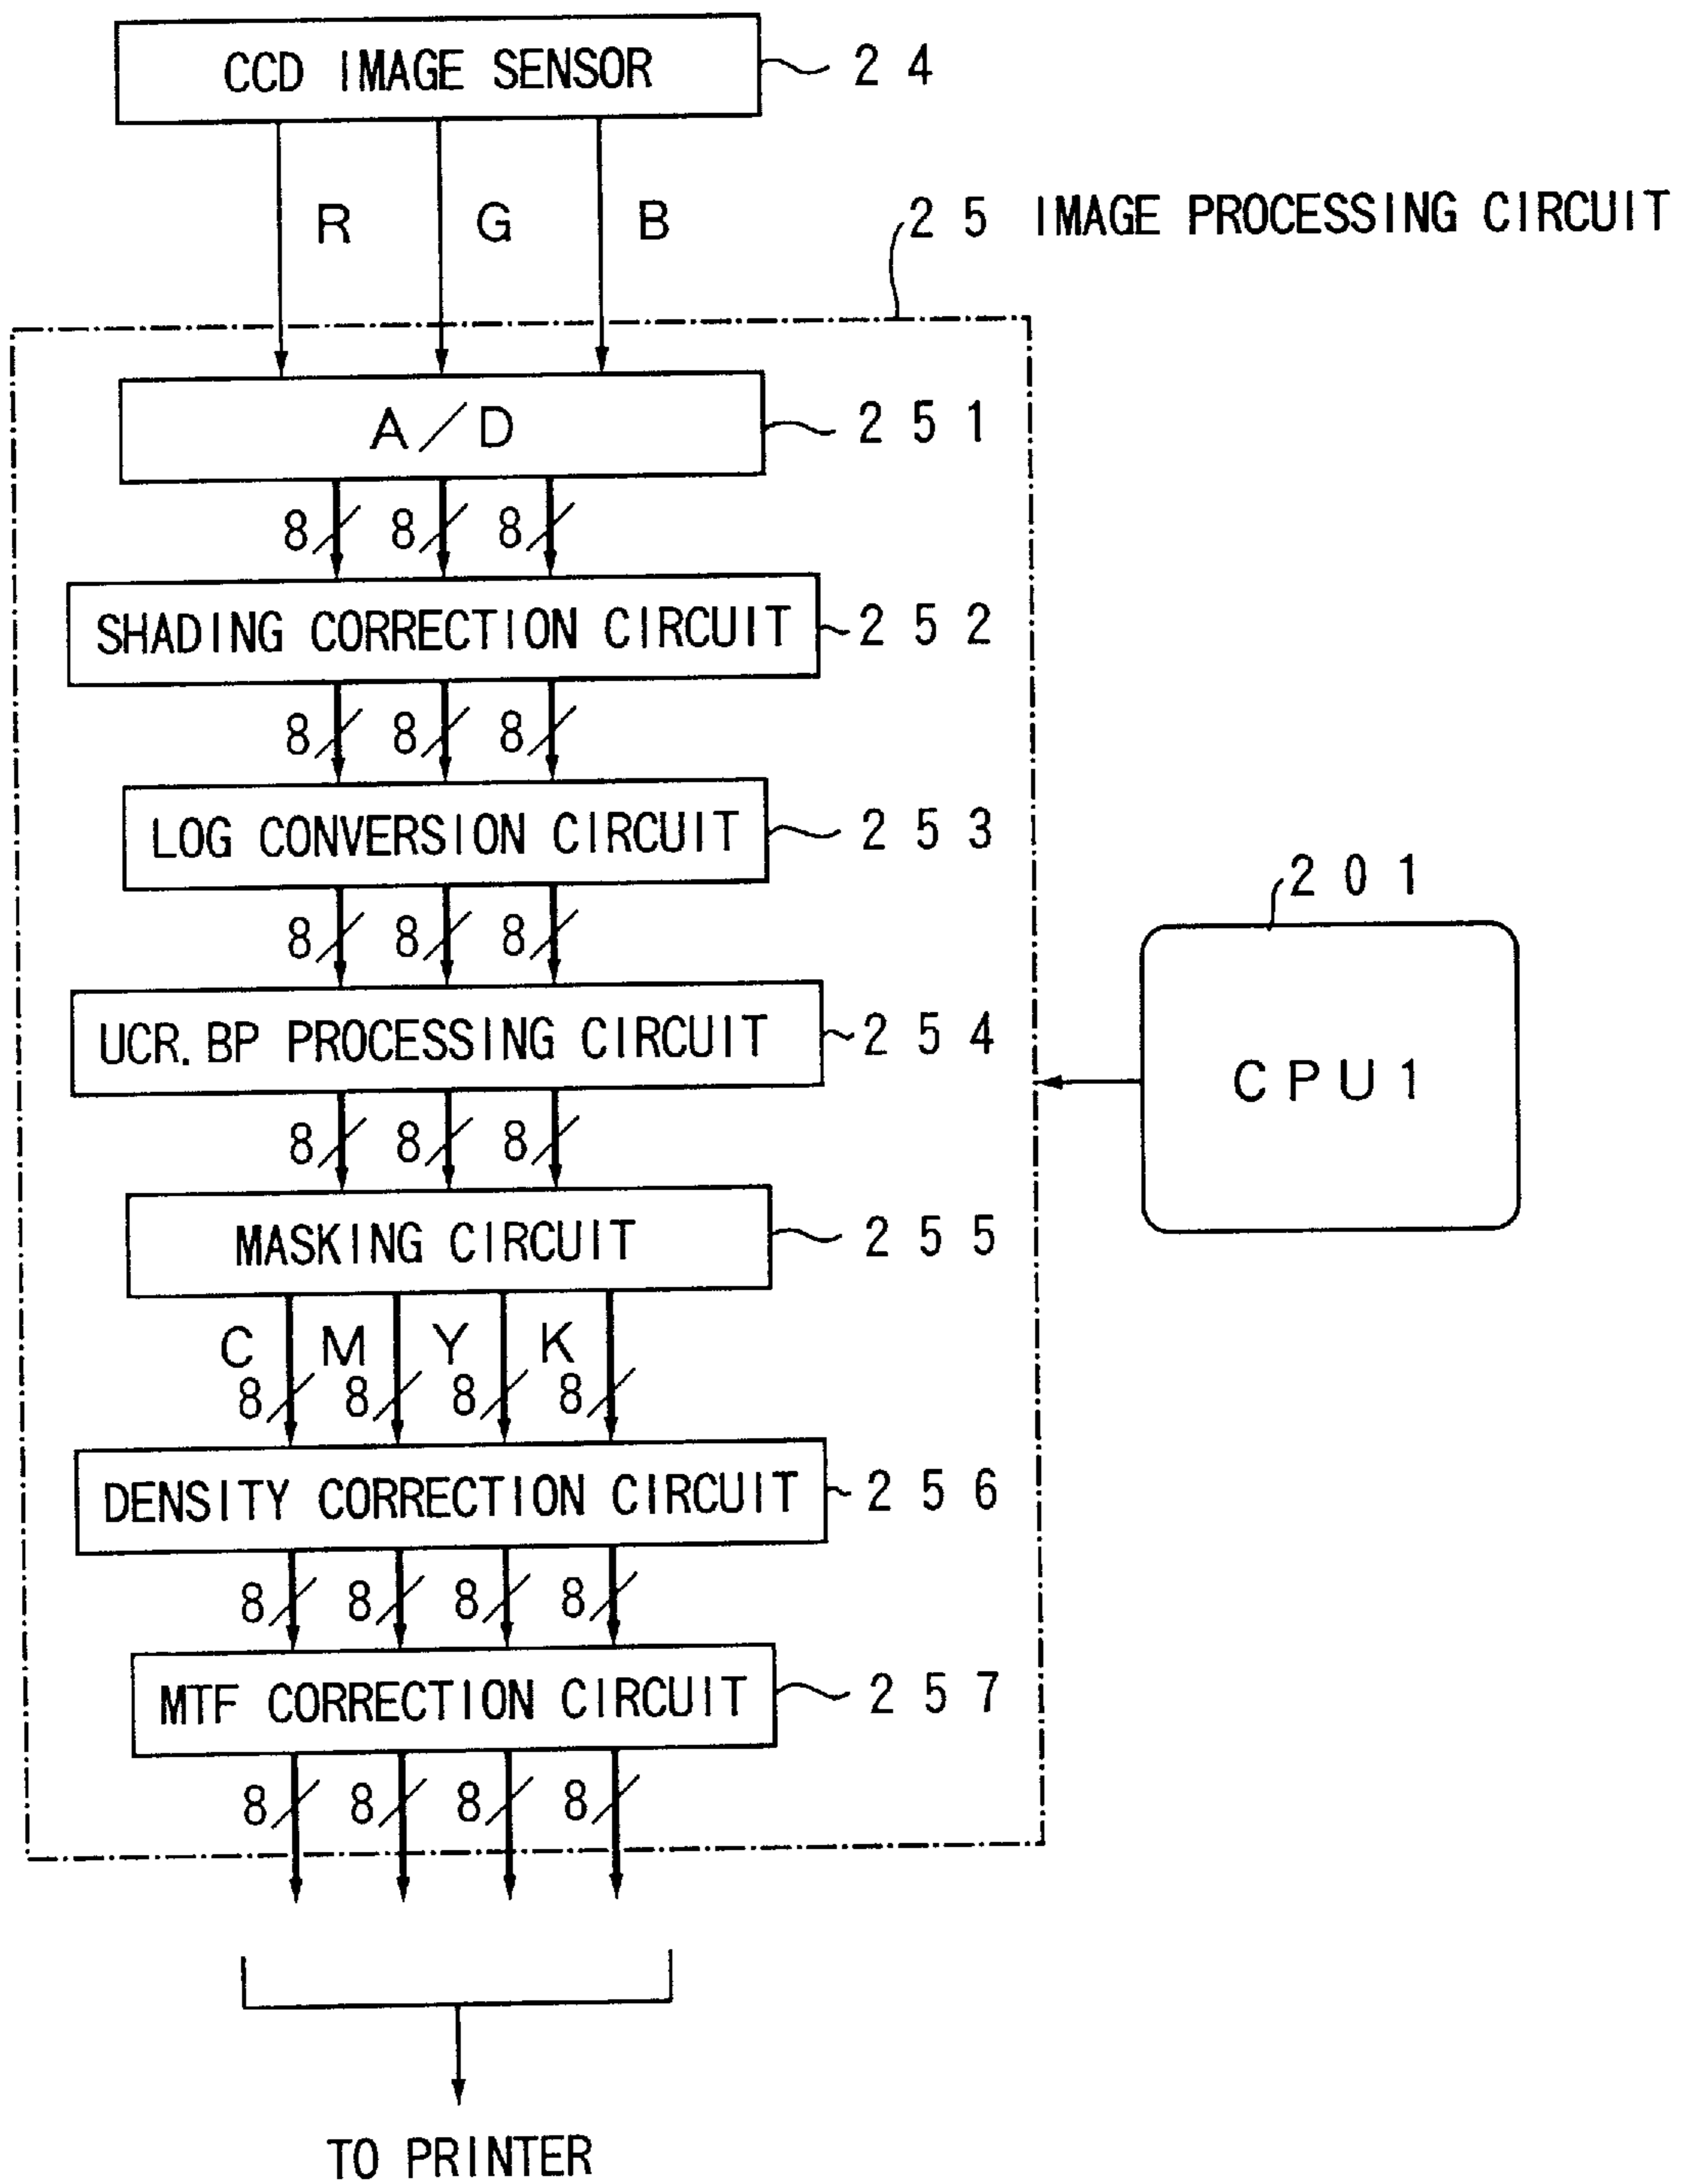 CCD IMAGE SENSOR 24
R G B
25 IMAGE PROCESSING CIRCUIT
A/D 251
8 8 8
SHADING CORRECTION CIRCUIT 252
8 8 8
LOG CONVERSION CIRCUIT 253
8 8 8
201
UCR.BP PROCESSING CIRCUIT 254
CPU1
8 8 8
MASKING CIRCUIT 255
C M Y K
8 8 8 8
DENSITY CORRECTION CIRCUIT 256
8 8 8 8
MTF CORRECTION CIRCUIT 257
8 8 8 8
TO PRINTER